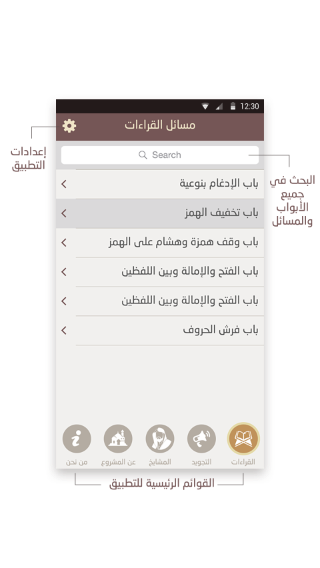 12:30
مسائل القراءات
إعدادات
التطبيق
Search
البحث في
جميع
الأبواب
والمسائل
باب الإدغام بنوعية
باب تخفيف الهمز
باب وقف همزة وهشام على الهمز
باب الفتح والإمالة وبين اللفظين
باب الفتح والإمالة وبين اللفظين
باب فرش الحروف
القراءات
التجويد
المشايخ
عن المشروع
من نحن
القوائم الرئيسية للتطبيق